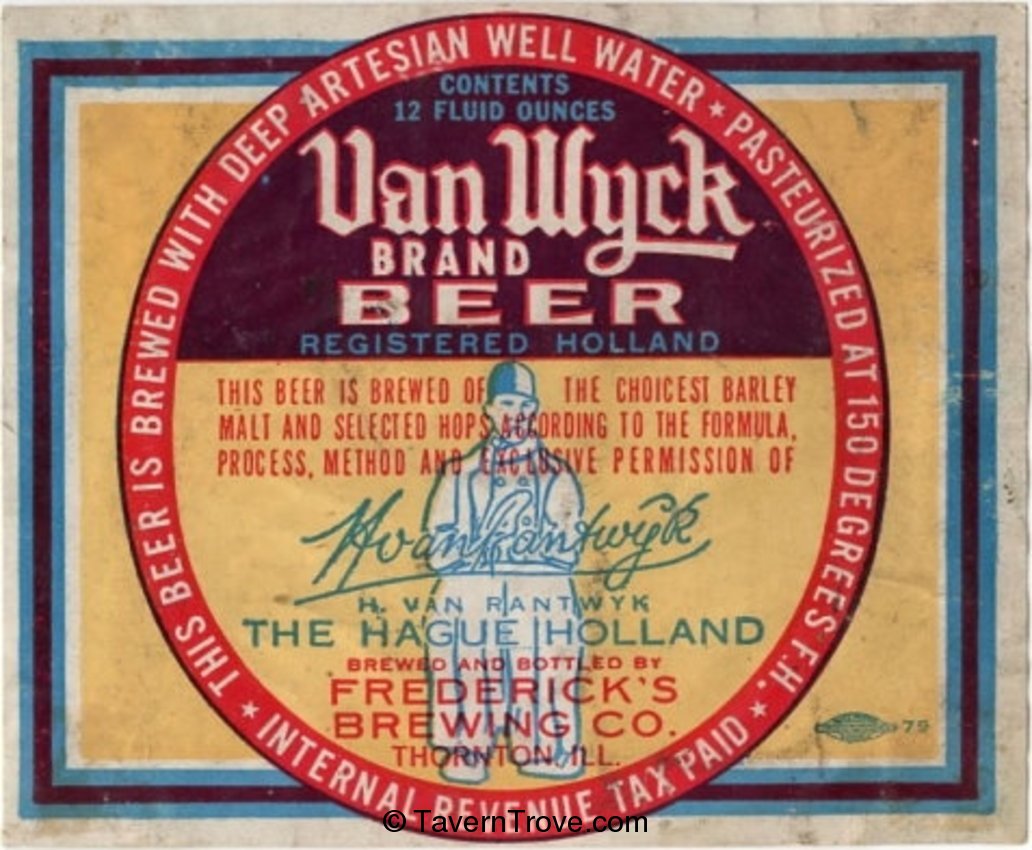 THIS BEER IS BREWED WITH DEEP ARTESIAN WELL WATER ★ PASTEURIZED AT 150 DEGREES F.H. ★
INTERNAL REVENUE TAX PAID ★
CONTENTS
12 FLUID OUNCES
Van Wyck
BRAND
BEER
REGISTERED HOLLAND
THIS BEER IS BREWED OF THE CHOICEST BARLEY
MALT AND SELECTED HOPS ACCORDING TO THE FORMULA,
PROCESS, METHOD AND EXCLUSIVE PERMISSION OF
H van Rantwyk
H. VAN RANTWYK
THE HAGUE HOLLAND
BREWED AND BOTTLED BY
FREDERICK'S
BREWING CO.
THORNTON, ILL.
79
© TavernTrove.com